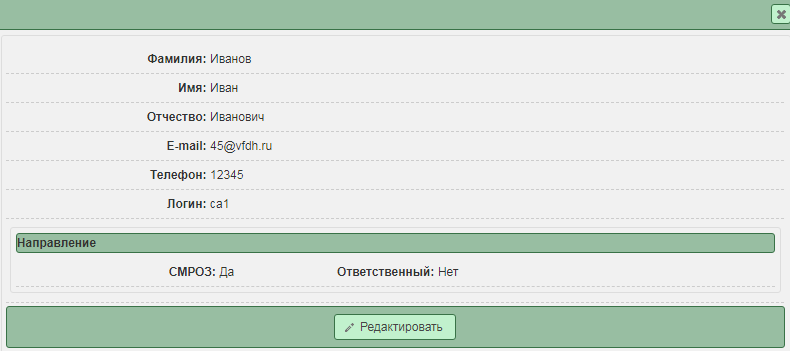 Фамилия: Иванов
Имя: Иван
Отчество: Иванович
E-mail: 45@vfdh.ru
Телефон: 12345
Логин: ca1
Направление
СМРОЗ: Да Ответственный: Нет
Редактировать